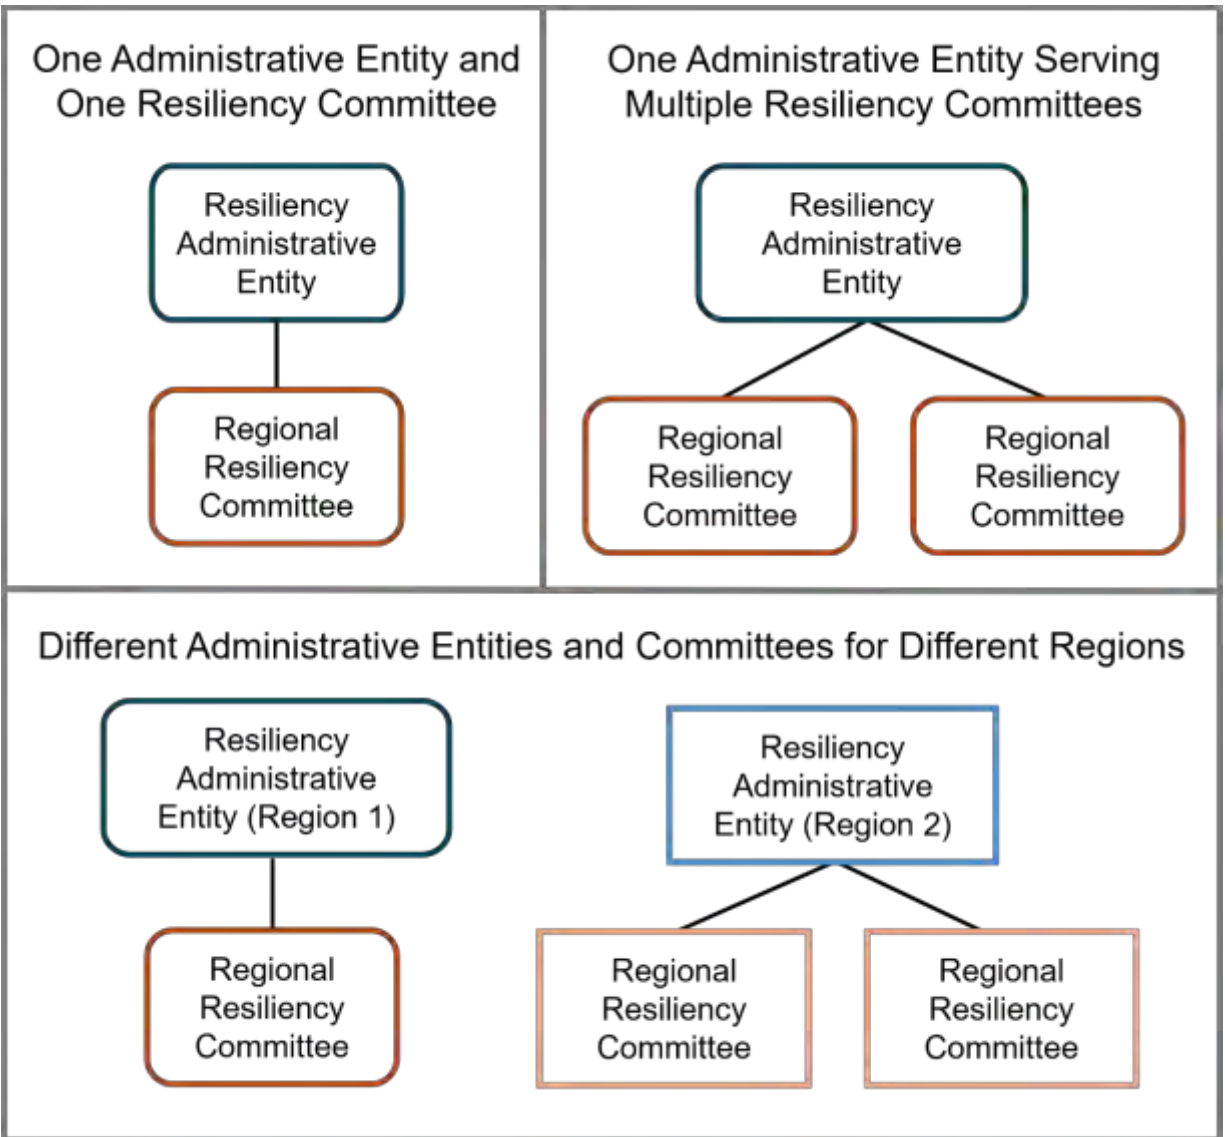 One Administrative Entity and
One Resiliency Committee
Resiliency
Administrative
Entity
Regional
Resiliency
Committee
One Administrative Entity Serving
Multiple Resiliency Committees
Resiliency
Administrative
Entity
Regional
Resiliency
Committee
Regional
Resiliency
Committee
Different Administrative Entities and Committees for Different Regions
Resiliency
Administrative
Entity (Region 1)
Regional
Resiliency
Committee
Resiliency
Administrative
Entity (Region 2)
Regional
Resiliency
Committee
Regional
Resiliency
Committee